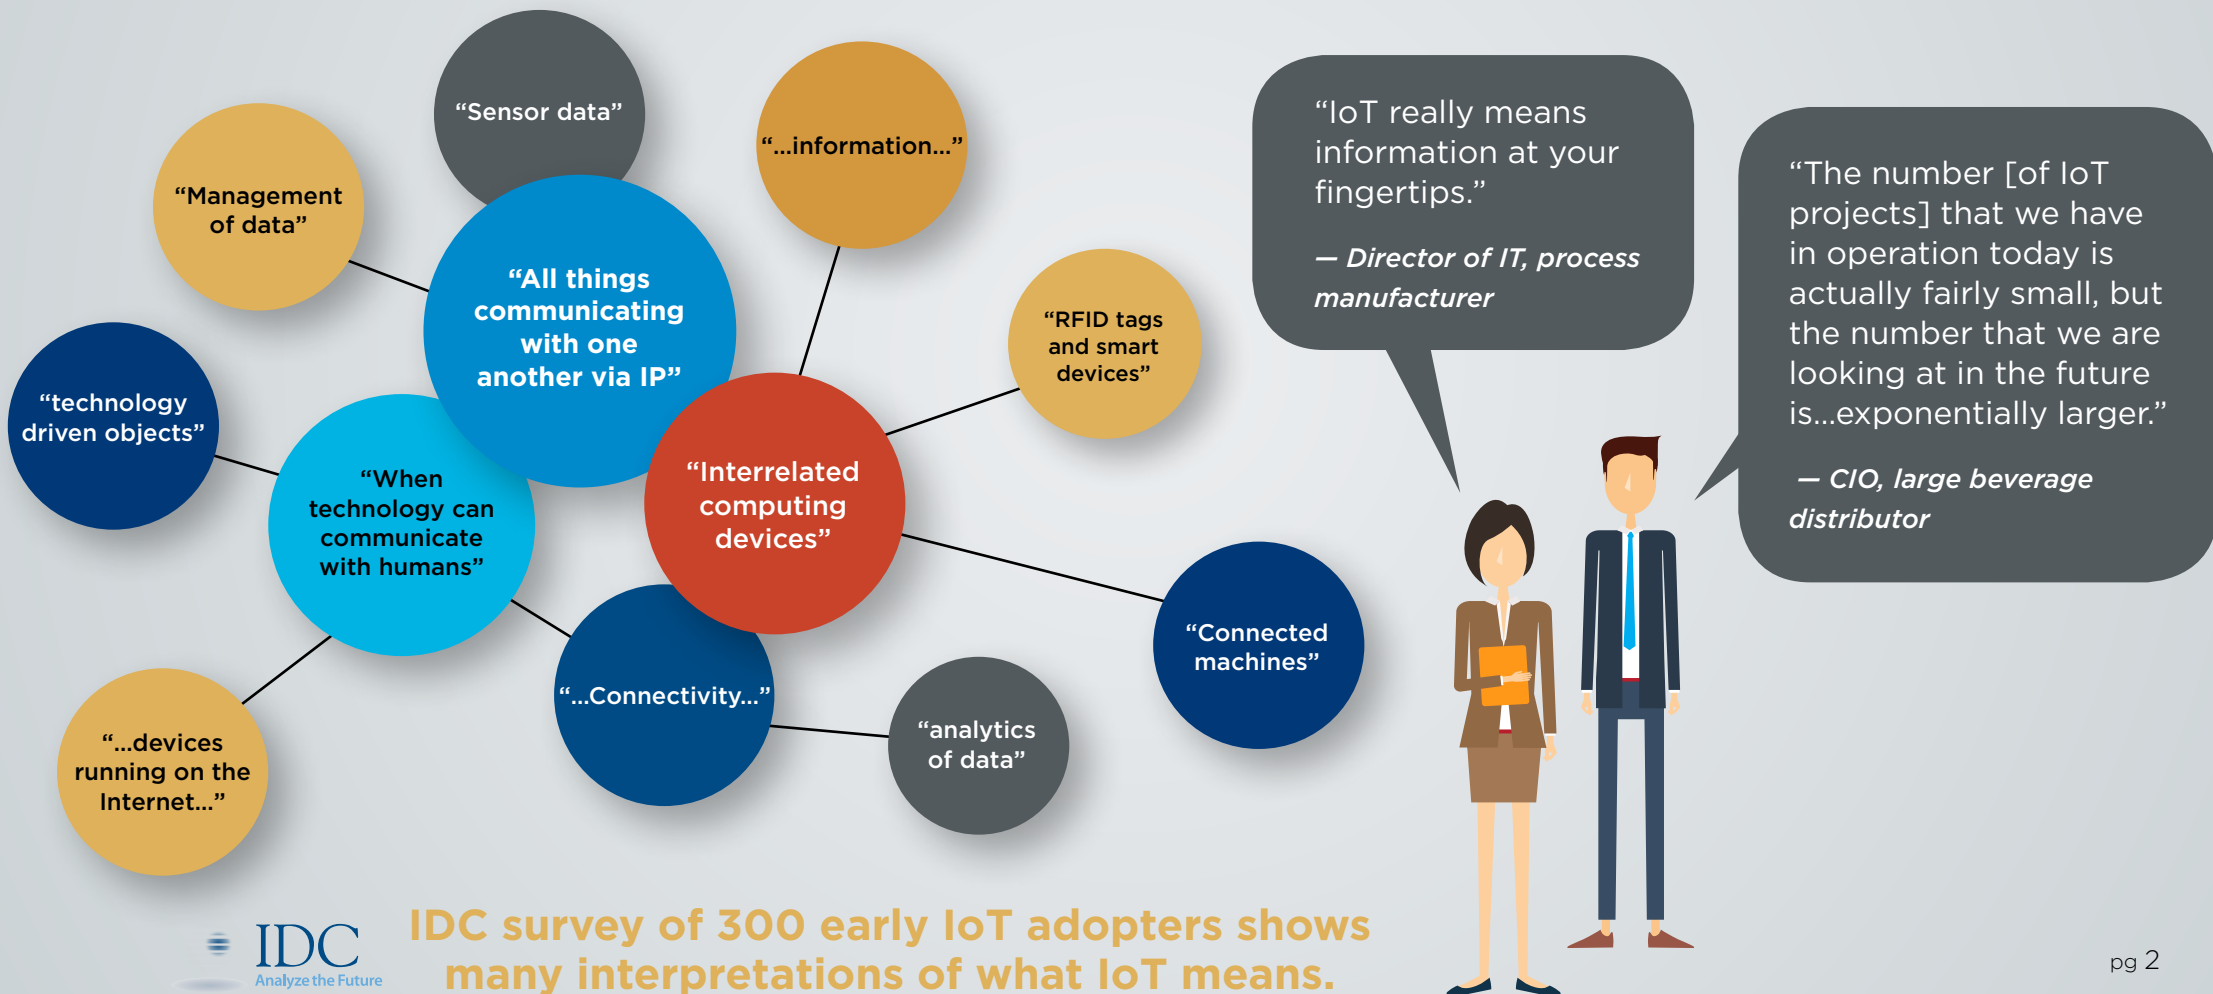 “Sensor data”
“...information...”
“Management
of data”
“All things
communicating
with one
another via IP”
“RFID tags
and smart
devices”
“technology
driven objects”
“When
technology can
communicate
with humans”
“Interrelated
computing
devices”
“Connected
machines”
“...Connectivity...”
“analytics
of data”
“...devices
running on the
Internet...”
“IoT really means
information at your
fingertips.”
— Director of IT, process
manufacturer
“The number [of IoT
projects] that we have
in operation today is
actually fairly small, but
the number that we are
looking at in the future
is...exponentially larger.”
— CIO, large beverage
distributor
IDC
Analyze the Future
IDC survey of 300 early IoT adopters shows
many interpretations of what IoT means.
pg 2